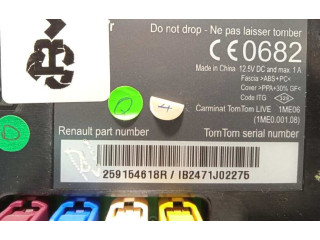 er
Do not drop - Ne pas laisser tomber
CE0682
Made in China 12.5V DC and max. 1 A
Fascia >ABS+PC<
Cover >PPA+30% GF<
Code ITG
Carminat TomTom LIVE 1ME06
(1ME0.001.08)
Renault part number
TomTom serial number
259154618R / IB2471J02275